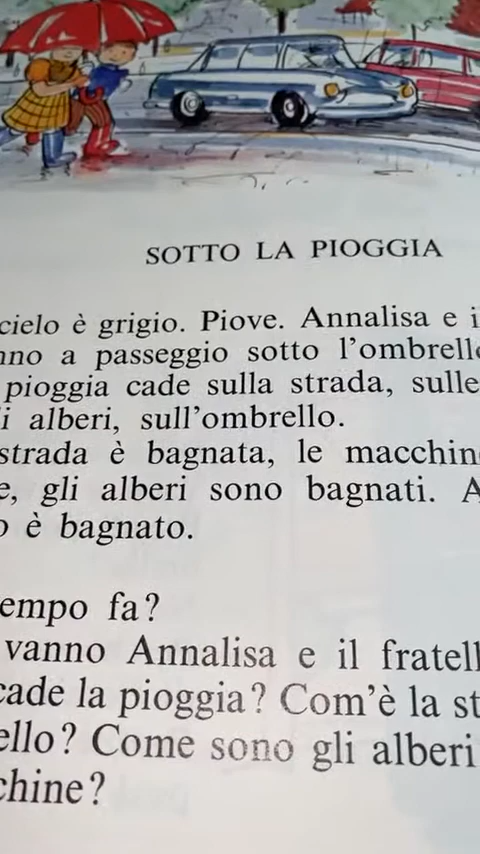 SOTTO LA PIOGGIA
cielo è grigio. Piove. Annalisa e i
a passeggio sotto l'ombrell
pioggia cade sulla strada, sulle
alberi, sull'ombrello.
strada è bagnata, le macchin
gli alberi sono bagnati. A
è bagnato.
empo fa?
vanno Annalisa e il fratell
cade la pioggia? Com'è la st
ello? Come sono gli alberi
chine?